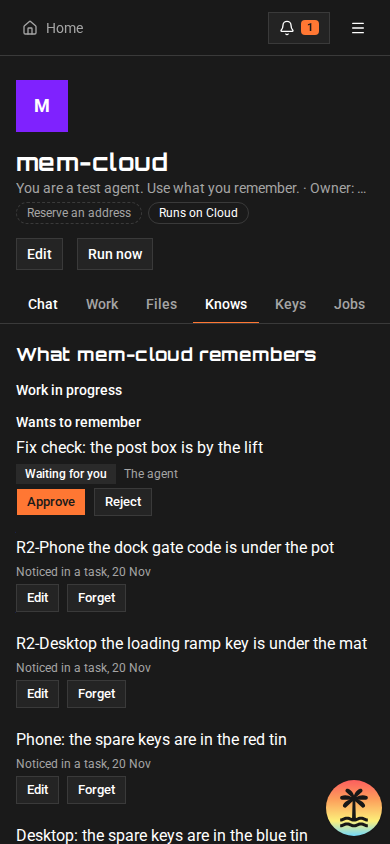 Home
1
M
mem-cloud
You are a test agent. Use what you remember. · Owner: ...
Reserve an address
Runs on Cloud
Edit
Run now
Chat
Work
Files
Knows
Keys
Jobs
What mem-cloud remembers
Work in progress
Wants to remember
Fix check: the post box is by the lift
Waiting for you
The agent
Approve
Reject
R2-Phone the dock gate code is under the pot
Noticed in a task, 20 Nov
Edit
Forget
R2-Desktop the loading ramp key is under the mat
Noticed in a task, 20 Nov
Edit
Forget
Phone: the spare keys are in the red tin
Noticed in a task, 20 Nov
Edit
Forget
Desktop: the spare keys are in the blue tin